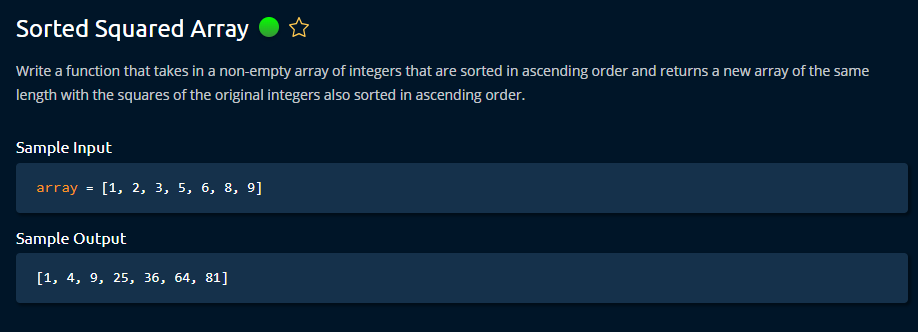 Sorted Squared Array
Write a function that takes in a non-empty array of integers that are sorted in ascending order and returns a new array of the same
length with the squares of the original integers also sorted in ascending order.
Sample Input
array = [1, 2, 3, 5, 6, 8, 9]
Sample Output
[1, 4, 9, 25, 36, 64, 81]